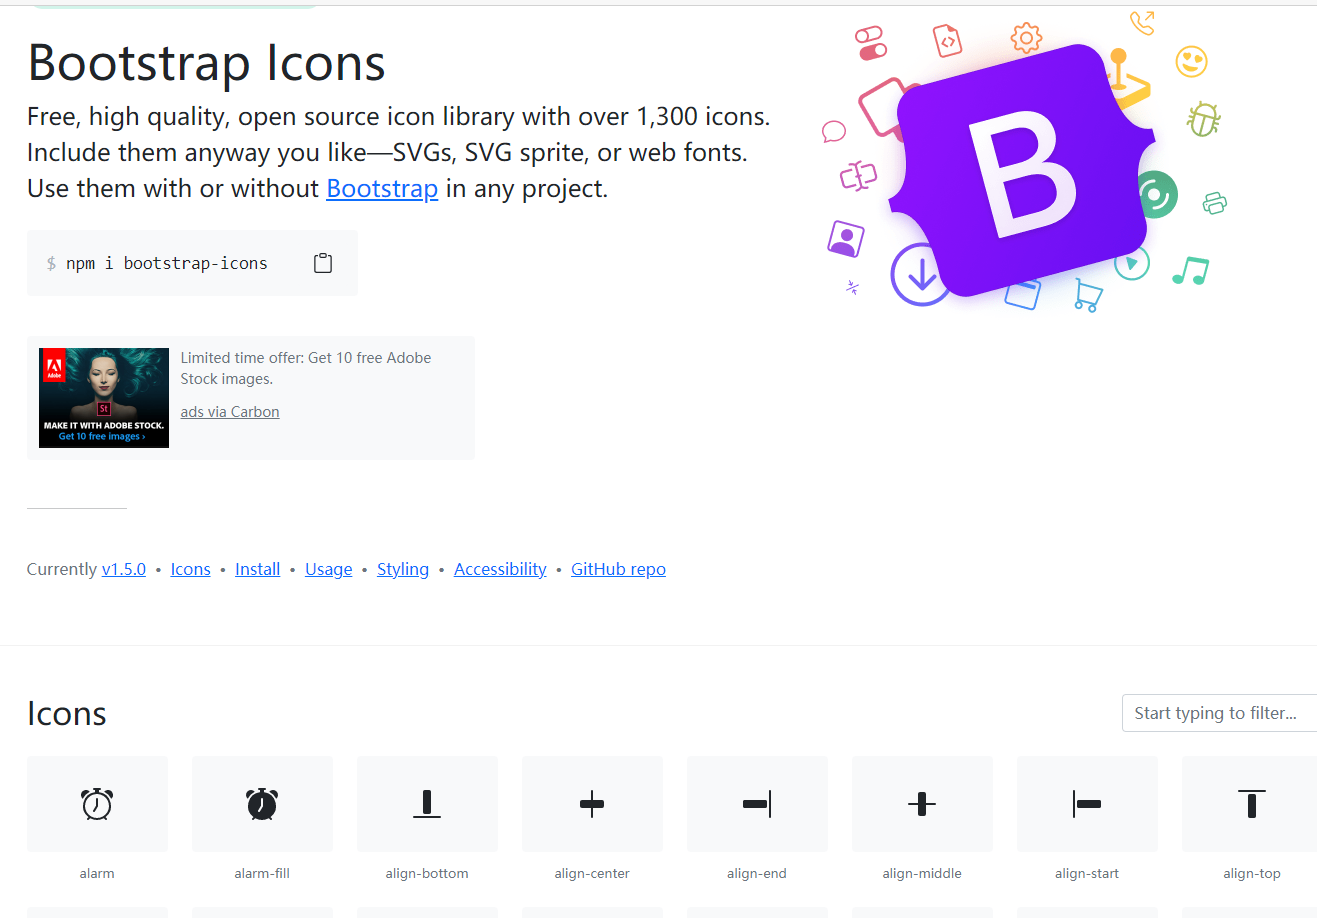 Bootstrap Icons
Free, high quality, open source icon library with over 1,300 icons.
Include them anyway you like—SVGs, SVG sprite, or web fonts.
Use them with or without Bootstrap in any project.
$ npm i bootstrap-icons
Adobe
St
MAKE IT WITH ADOBE STOCK.
Get 10 free images ›
Limited time offer: Get 10 free Adobe
Stock images.
ads via Carbon
B
Currently v1.5.0 • Icons • Install • Usage • Styling • Accessibility • GitHub repo
Icons
Start typing to filter...
alarm
alarm-fill
align-bottom
align-center
align-end
align-middle
align-start
align-top